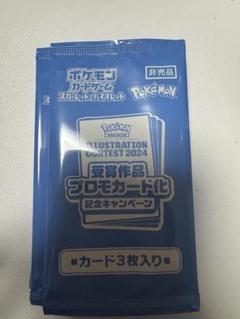 ポケモン
カードゲーム
スカーレット&バイオレット
非売品
Pokémon
Pokémon
ILLUSTRATION
CONTEST 2024
受賞作品
プロモカード化
記念キャンペーン
■カード3枚入り■